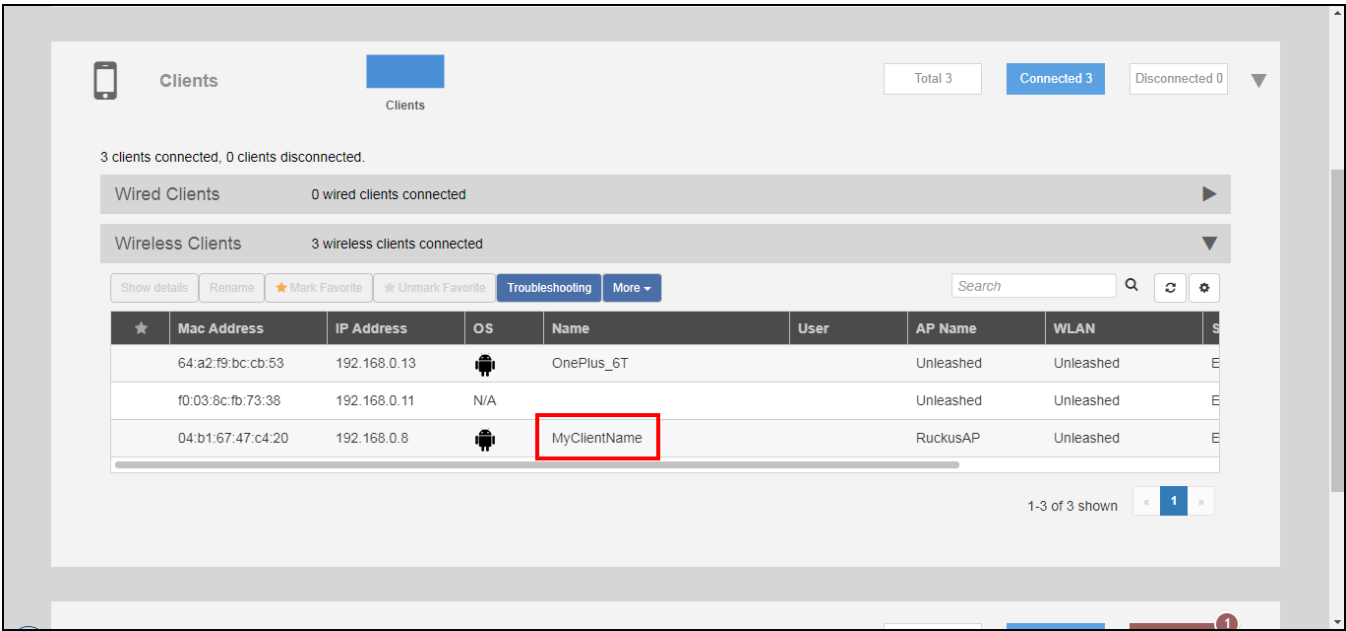 Clients
Clients
Total 3
Connected 3
Disconnected 0
3 clients connected, 0 clients disconnected.
Wired Clients 0 wired clients connected
Wireless Clients 3 wireless clients connected
Show details Rename Mark Favorite Unmark Favorite Troubleshooting More Search
Mac Address IP Address OS Name User AP Name WLAN S
64:a2:f9:bc:cb:53 192.168.0.13 OnePlus_6T Unleashed Unleashed E
f0:03:8c:fb:73:38 192.168.0.11 N/A Unleashed Unleashed E
04:b1:67:47:c4:20 192.168.0.8 MyClientName RuckusAP Unleashed E
1-3 of 3 shown « 1 »
1